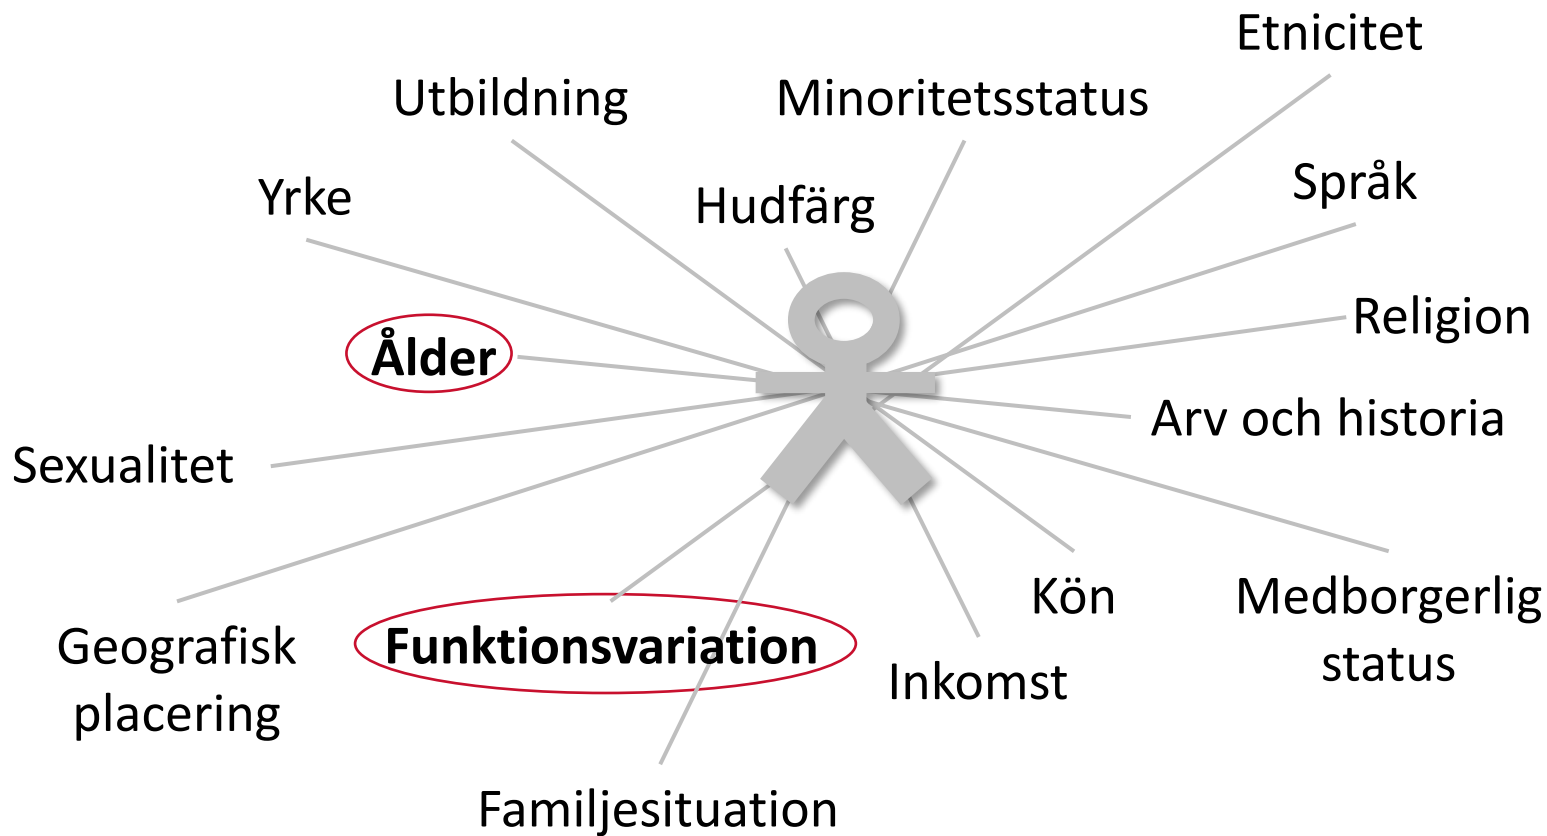 Etnicitet
Utbildning
Minoritetsstatus
Språk
Yrke
Hudfärg
Religion
Ålder
Arv och historia
Sexualitet
Kön
Medborgerlig
status
Geografisk
placering
Funktionsvariation
Inkomst
Familjesituation